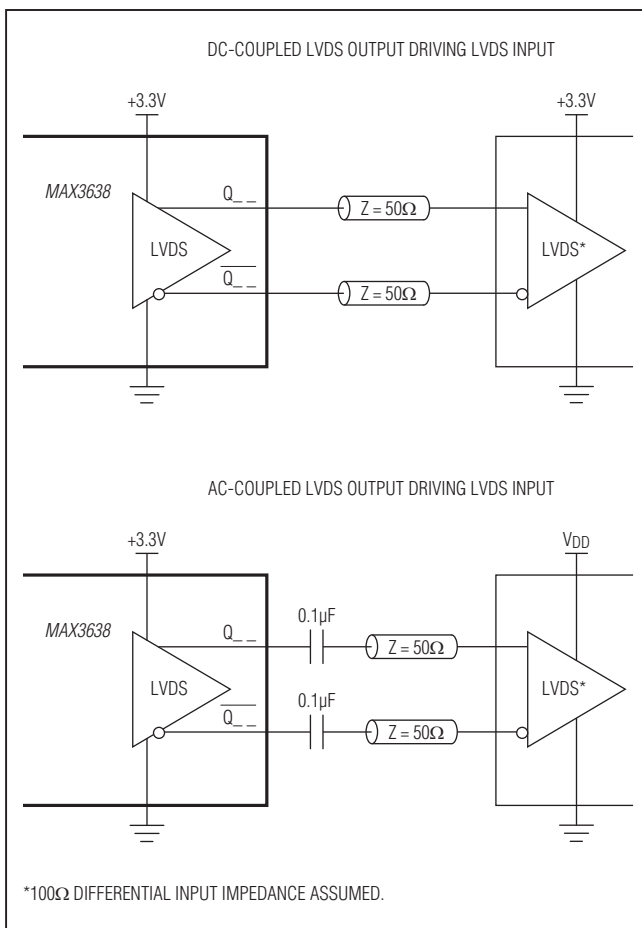 DC-COUPLED LVDS OUTPUT DRIVING LVDS INPUT
+3.3V
+3.3V
MAX3638
Q_ _
Z = 50Ω
LVDS
LVDS*
Q_ _
Z = 50Ω
AC-COUPLED LVDS OUTPUT DRIVING LVDS INPUT
+3.3V
VDD
0.1µF
MAX3638
Q_ _
Z = 50Ω
LVDS
LVDS*
0.1µF
Q_ _
Z = 50Ω
*100Ω DIFFERENTIAL INPUT IMPEDANCE ASSUMED.